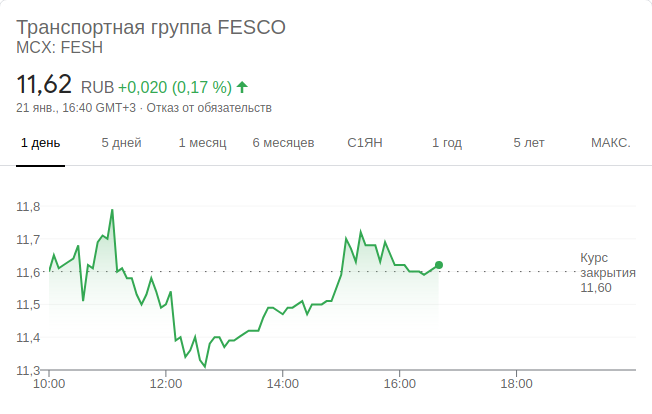 Транспортная группа FESCO
MCX: FESH
11,62 RUB +0,020 (0,17 %)
21 янв., 16:40 GMT+3 · Отказ от обязательств
1 день 5 дней 1 месяц 6 месяцев С1ЯН 1 год 5 лет МАКС.
11,8
11,7
11,6
11,5
11,4
11,3
Курс
закрытия
11,60
10:00 12:00 14:00 16:00 18:00